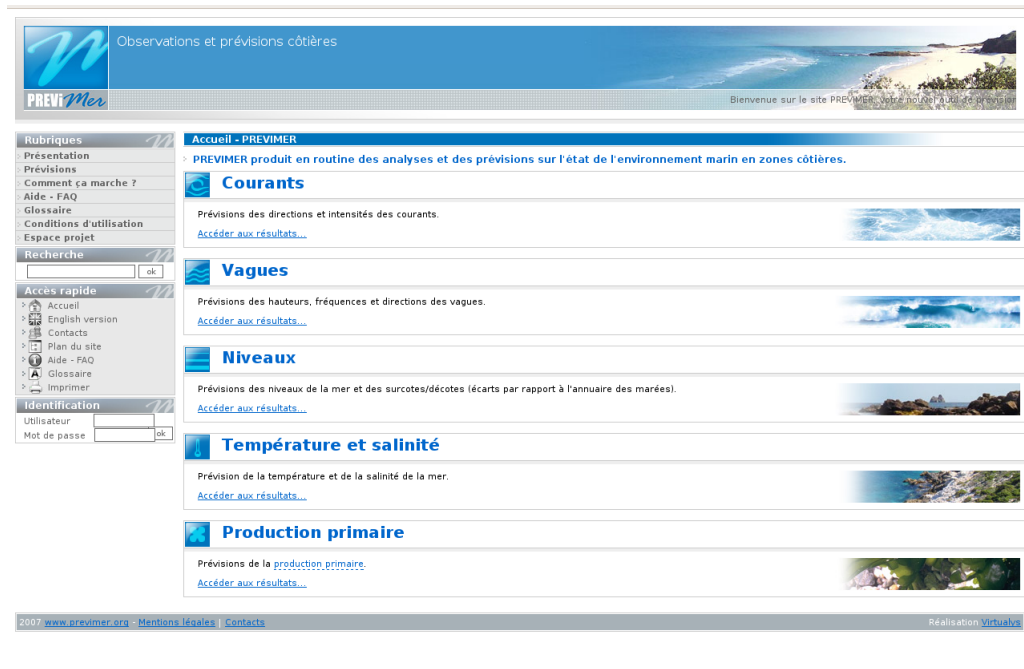 Observations et prévisions côtières
PREViMer
Bienvenue sur le site PREVIMER, votre nouvel outil de prévision
Rubriques
Présentation
Prévisions
Comment ça marche ?
Aide - FAQ
Glossaire
Conditions d'utilisation
Espace projet
Recherche
ok
Accès rapide
Accueil
English version
Contacts
Plan du site
Aide - FAQ
A Glossaire
Imprimer
Identification
Utilisateur
Mot de passe
ok
Accueil - PREVIMER
PREVIMER produit en routine des analyses et des prévisions sur l'état de l'environnement marin en zones côtières.
Courants
Prévisions des directions et intensités des courants.
Accéder aux résultats...
Vagues
Prévisions des hauteurs, fréquences et directions des vagues.
Accéder aux résultats...
Niveaux
Prévisions des niveaux de la mer et des surcotes/décotes (écarts par rapport à l'annuaire des marées).
Accéder aux résultats...
Température et salinité
Prévision de la température et de la salinité de la mer.
Accéder aux résultats...
Production primaire
Prévisions de la production primaire.
Accéder aux résultats...
2007 www.previmer.org - Mentions légales | Contacts
Réalisation Virtualys